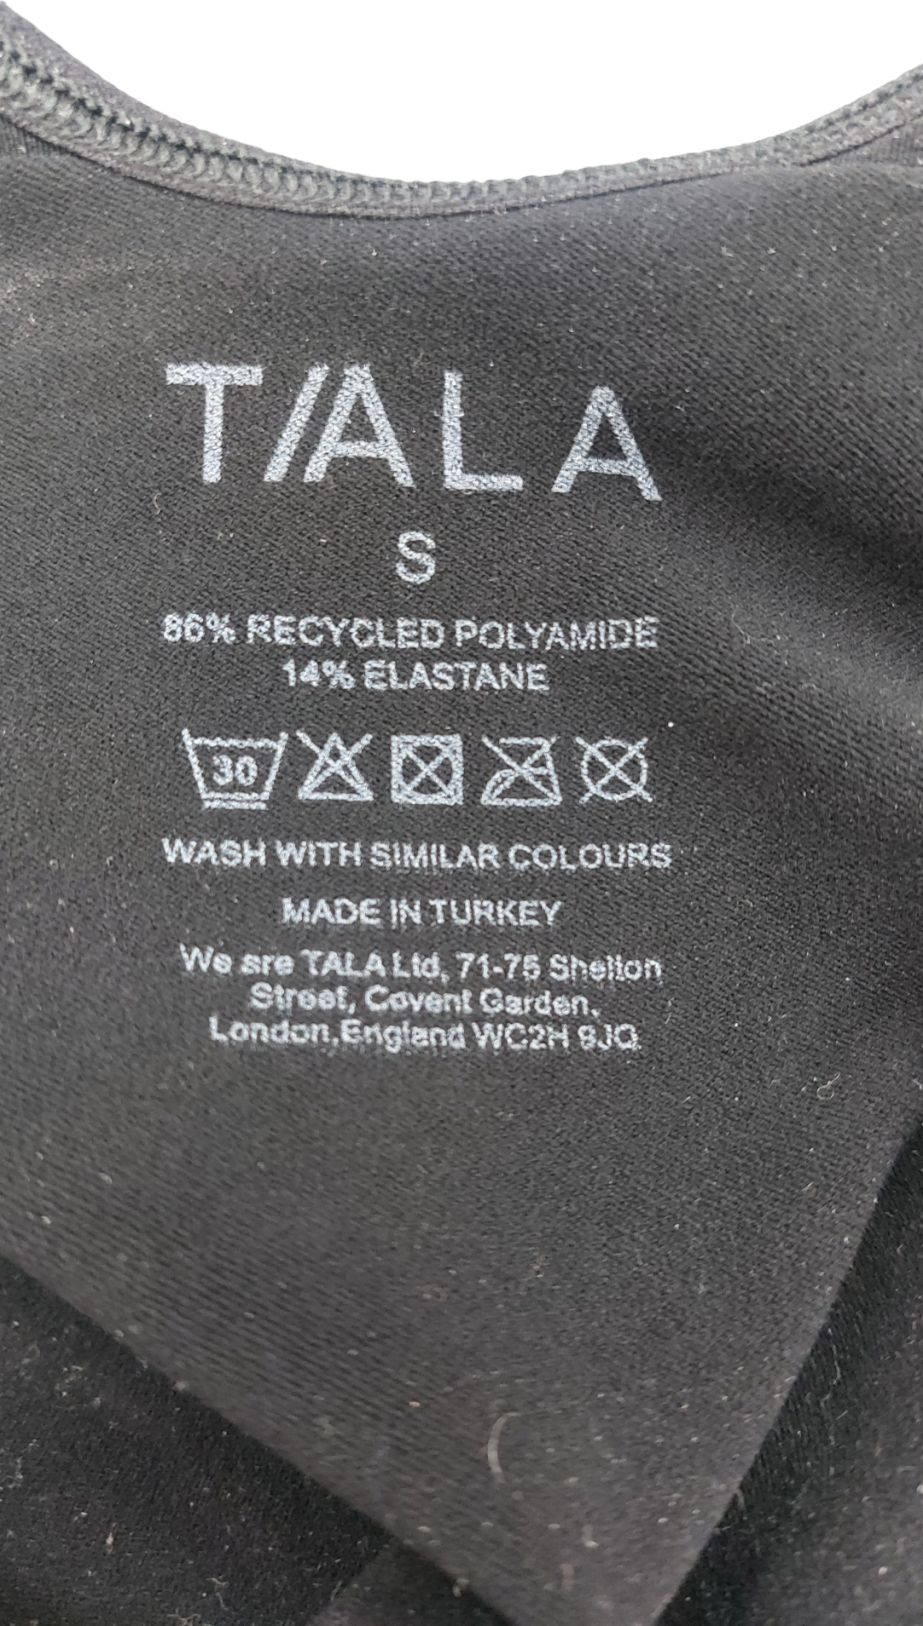 T/ALA
S
86% RECYCLED POLYAMIDE
14% ELASTANE
30
WASH WITH SIMILAR COLOURS
MADE IN TURKEY
We are TALA Ltd, 71-75 Shelton
Street, Covent Garden,
London, England WC2H 9JQ